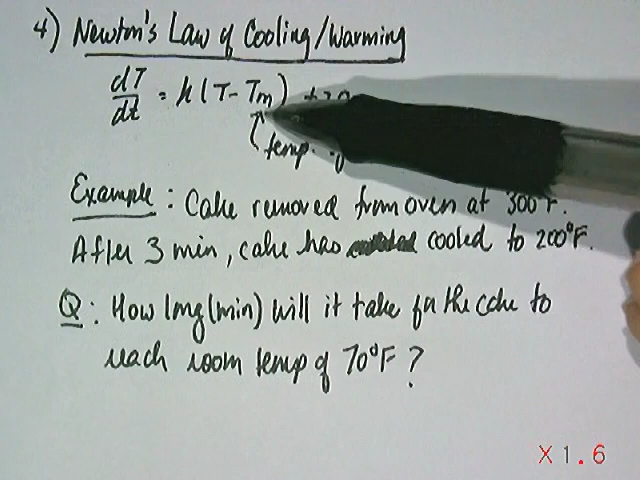 4) Newton's Law of Cooling/Warming
dT/dt = k(T - Tm) t>0
temp.
Example: Cake removed from oven at 300°F.
After 3 min, cake has cooled to 200°F.
Q: How long (min) will it take for the cake to
reach room temp of 70°F?
X1.6